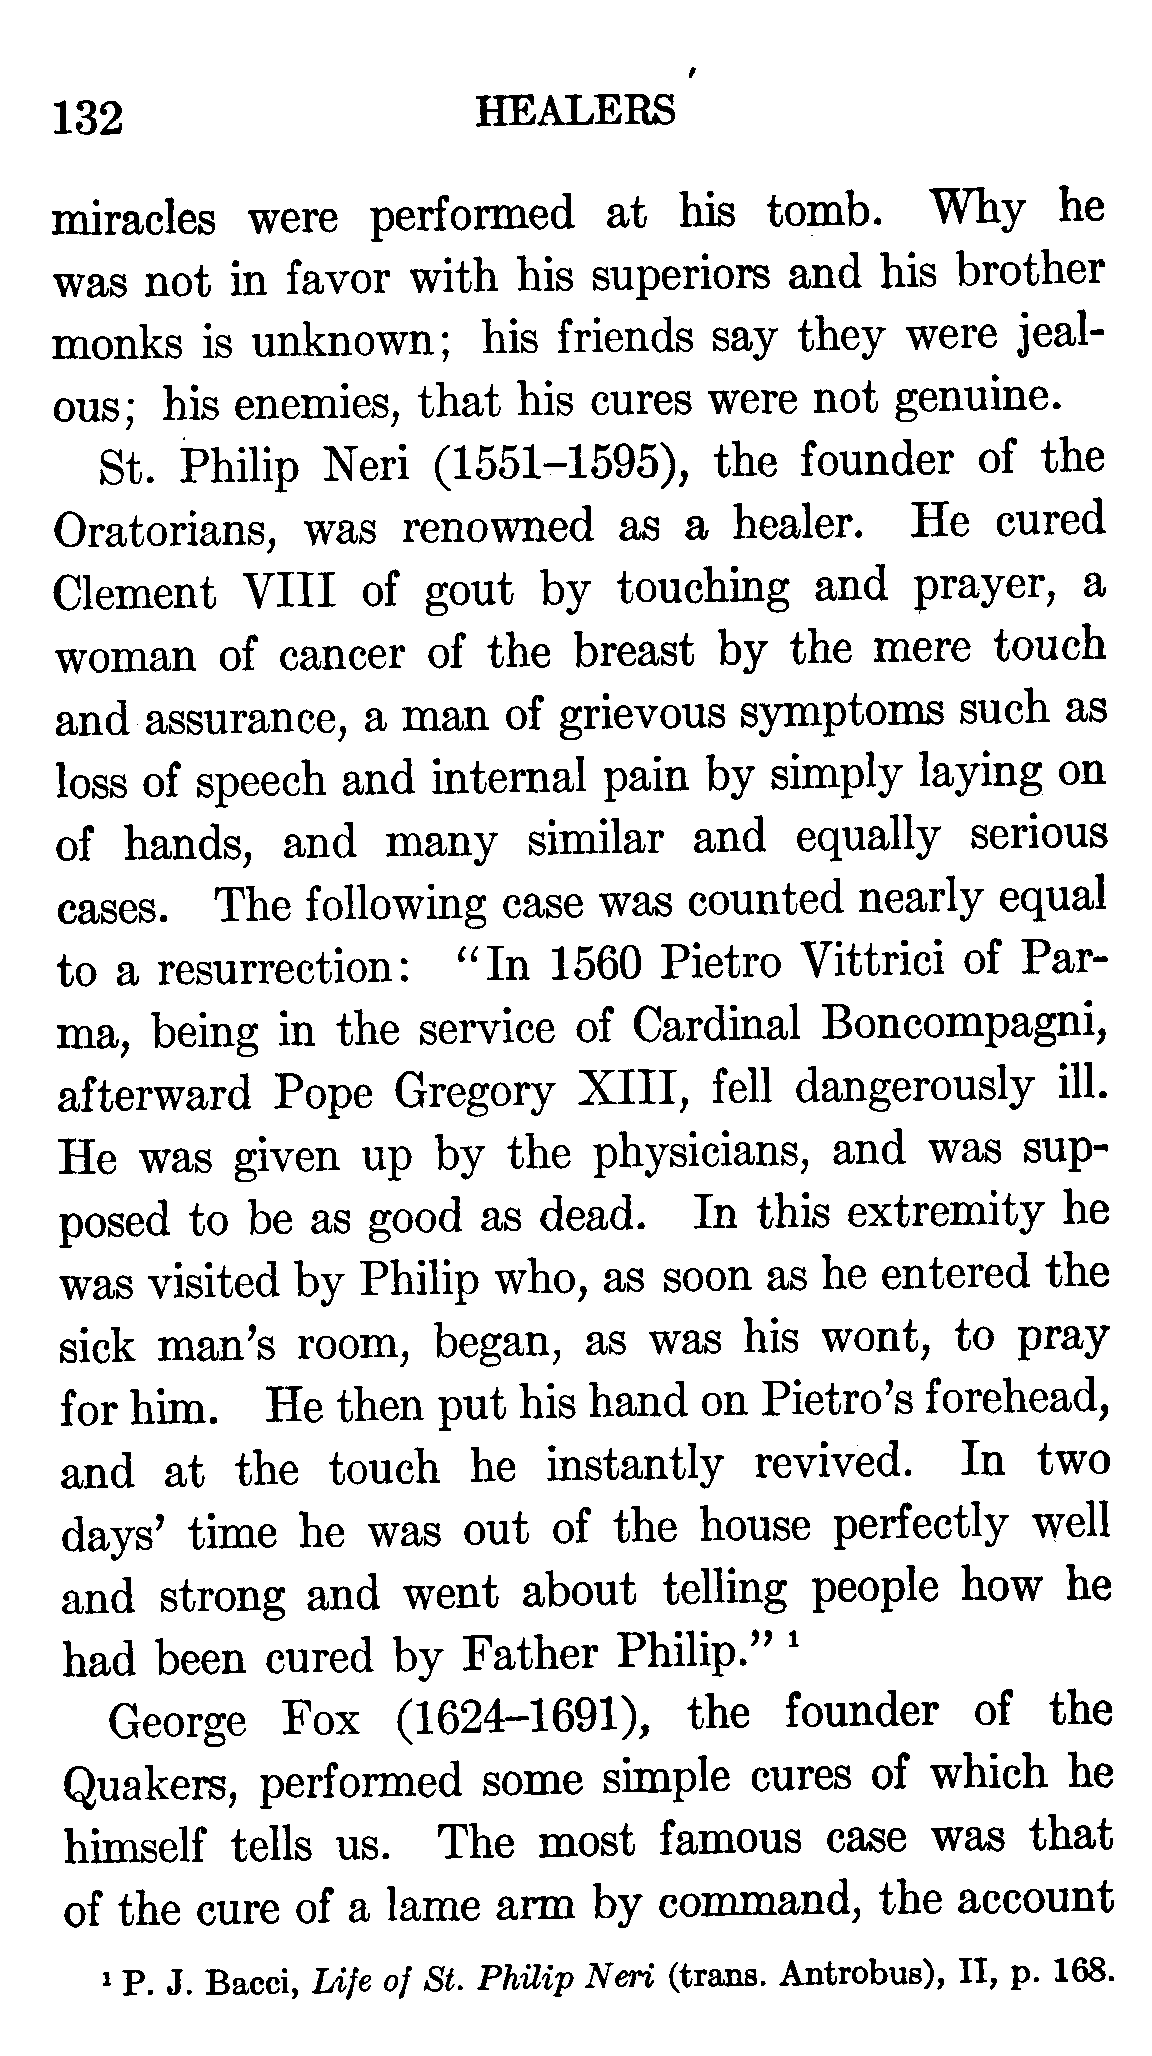 132 HEALERS
miracles were performed at his tomb. Why he
was not in favor with his superiors and his brother
monks is unknown; his friends say they were jeal-
ous; his enemies, that his cures were not genuine.
St. Philip Neri (1551–1595), the founder of the
Oratorians, was renowned as a healer. He cured
Clement VIII of gout by touching and prayer, a
woman of cancer of the breast by the mere touch
and assurance, a man of grievous symptoms such as
loss of speech and internal pain by simply laying on
of hands, and many similar and equally serious
cases. The following case was counted nearly equal
to a resurrection: "In 1560 Pietro Vittrici of Par-
ma, being in the service of Cardinal Boncompagni,
afterward Pope Gregory XIII, fell dangerously ill.
He was given up by the physicians, and was sup-
posed to be as good as dead. In this extremity he
was visited by Philip who, as soon as he entered the
sick man's room, began, as was his wont, to pray
for him. He then put his hand on Pietro's forehead,
and at the touch he instantly revived. In two
days' time he was out of the house perfectly well
and strong and went about telling people how he
had been cured by Father Philip." ¹
George Fox (1624–1691), the founder of the
Quakers, performed some simple cures of which he
himself tells us. The most famous case was that
of the cure of a lame arm by command, the account
¹ P. J. Bacci, Life of St. Philip Neri (trans. Antrobus), II, p. 168.